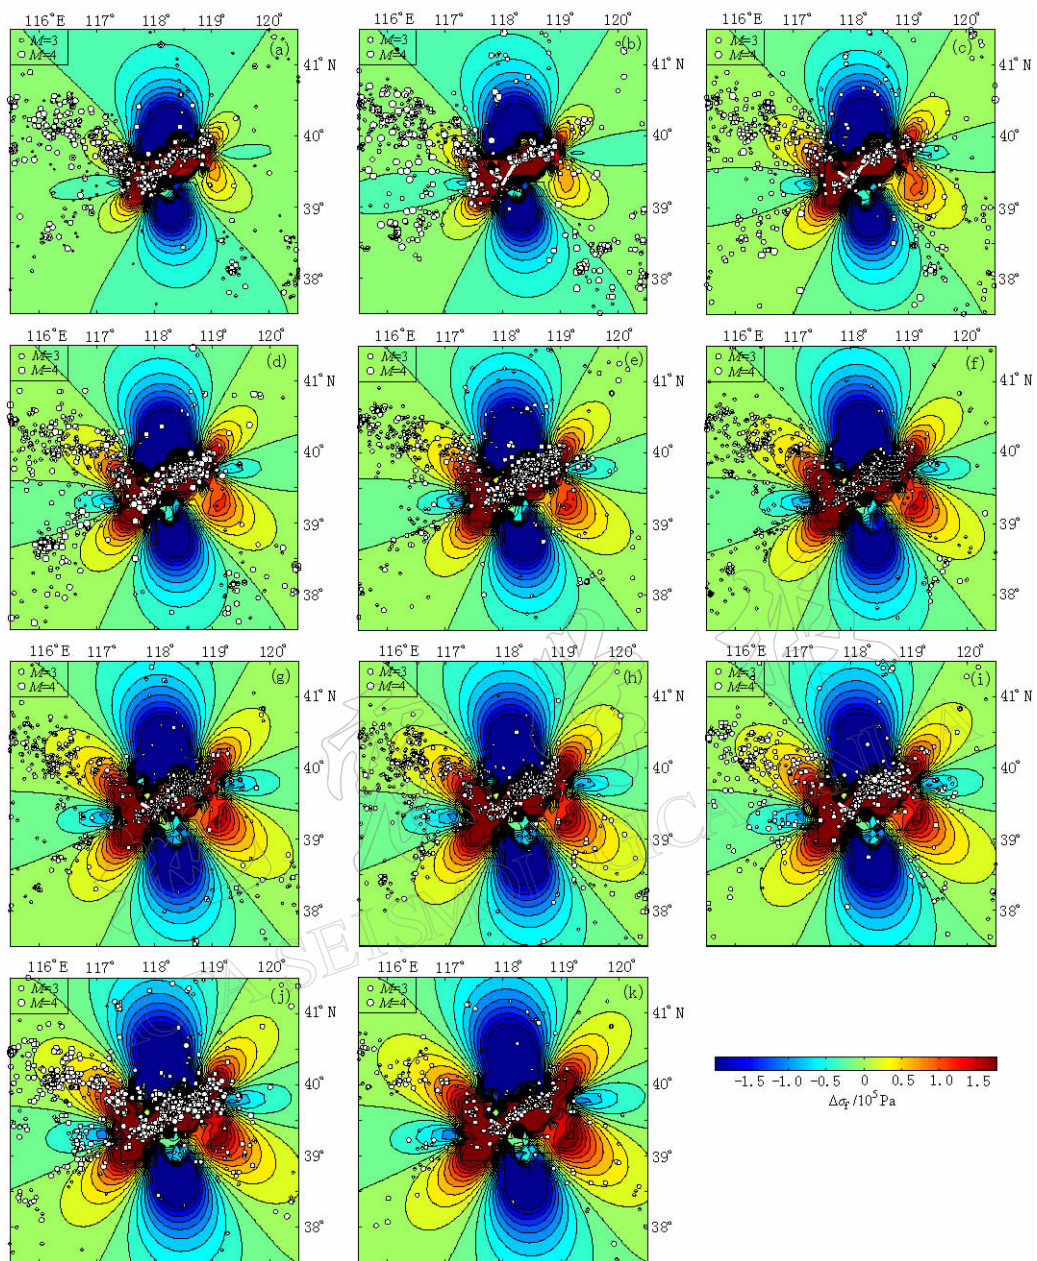 116°E 117° 118° 119° 120° 116°E 117° 118° 119° 120° 116°E 117° 118° 119° 120°
M=3 (a) M=3 (b) M=3 (c)
M=4 M=4 M=4
41°N 41°N 41°N
40° 40° 40°
39° 39° 39°
38° 38° 38°
116°E 117° 118° 119° 120° 116°E 117° 118° 119° 120° 116°E 117° 118° 119° 120°
M=3 (d) M=3 (e) M=3 (f)
M=4 M=4 M=4
41°N 41°N 41°N
40° 40° 40°
39° 39° 39°
38° 38° 38°
116°E 117° 118° 119° 120° 116°E 117° 118° 119° 120° 116°E 117° 118° 119° 120°
M=3 (g) M=3 (h) M=3 (i)
M=4 M=4 M=4
41°N 41°N 41°N
40° 40° 40°
39° 39° 39°
38° 38° 38°
116°E 117° 118° 119° 120° 116°E 117° 118° 119° 120°
M=3 (j) M=3 (k)
M=4 M=4
41°N 41°N
40° 40°
39° 39°
38° 38°
-1.5 -1.0 -0.5 0 0.5 1.0 1.5
Δσ_f/10⁵Pa
ACTA SEISMOLOGICA SINICA